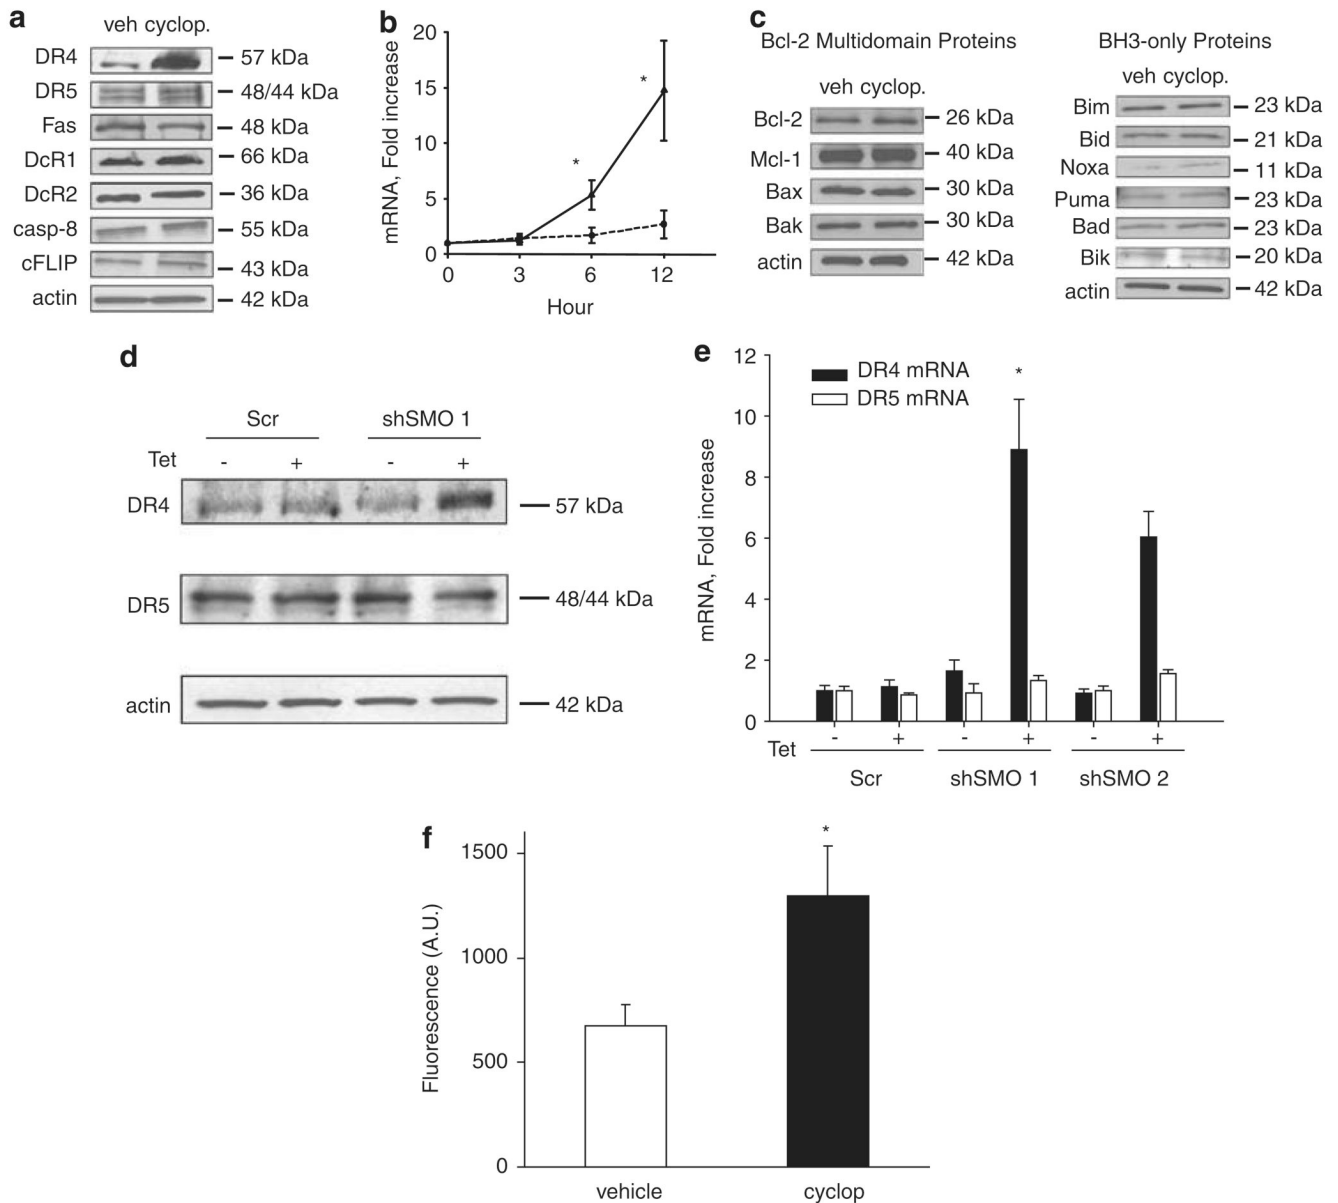 a
veh cyclop.
DR4 57 kDa
DR5 48/44 kDa
Fas 48 kDa
DcR1 66 kDa
DcR2 36 kDa
casp-8 55 kDa
cFLIP 43 kDa
actin 42 kDa
b
mRNA, Fold increase
20
15
10
5
0
*
*
0 3 6 12
Hour
c
Bcl-2 Multidomain Proteins
veh cyclop.
Bcl-2 26 kDa
Mcl-1 40 kDa
Bax 30 kDa
Bak 30 kDa
actin 42 kDa
BH3-only Proteins
veh cyclop.
Bim 23 kDa
Bid 21 kDa
Noxa 11 kDa
Puma 23 kDa
Bad 23 kDa
Bik 20 kDa
actin 42 kDa
d
Scr shSMO 1
Tet - + - +
DR4 57 kDa
DR5 48/44 kDa
actin 42 kDa
e
mRNA, Fold increase
12
10
8
6
4
2
0
DR4 mRNA
DR5 mRNA
*
Tet - + - + - +
Scr shSMO 1 shSMO 2
f
Fluorescence (A.U.)
1500
1000
500
0
*
vehicle cyclop